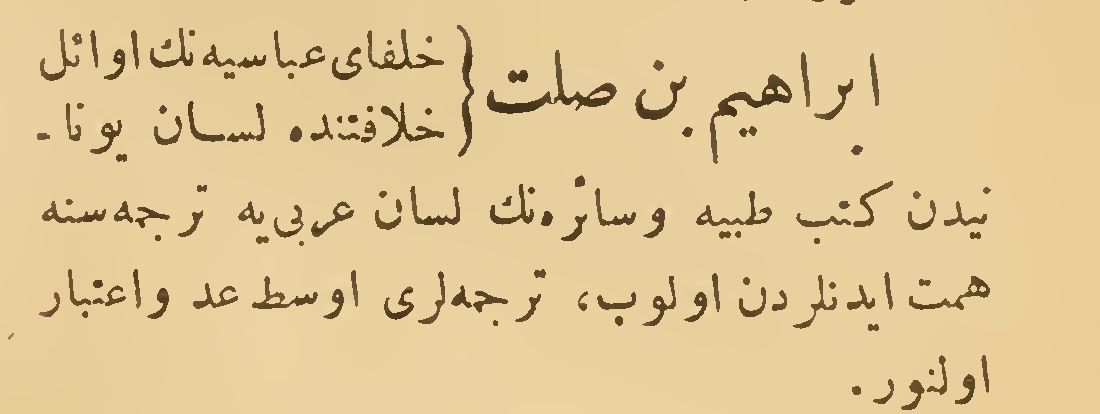 ابراهیم بن صلت { خلفای عباسیه‌نك اوائل
خلافتنده لسان یونا-
نیدن كتب طبیه وسائره‌نك لسان عربی‌یه ترجمه‌سنه
همت ایدنلردن اولوب، ترجمه‌لری اوسط عد واعتبار
اولنور.